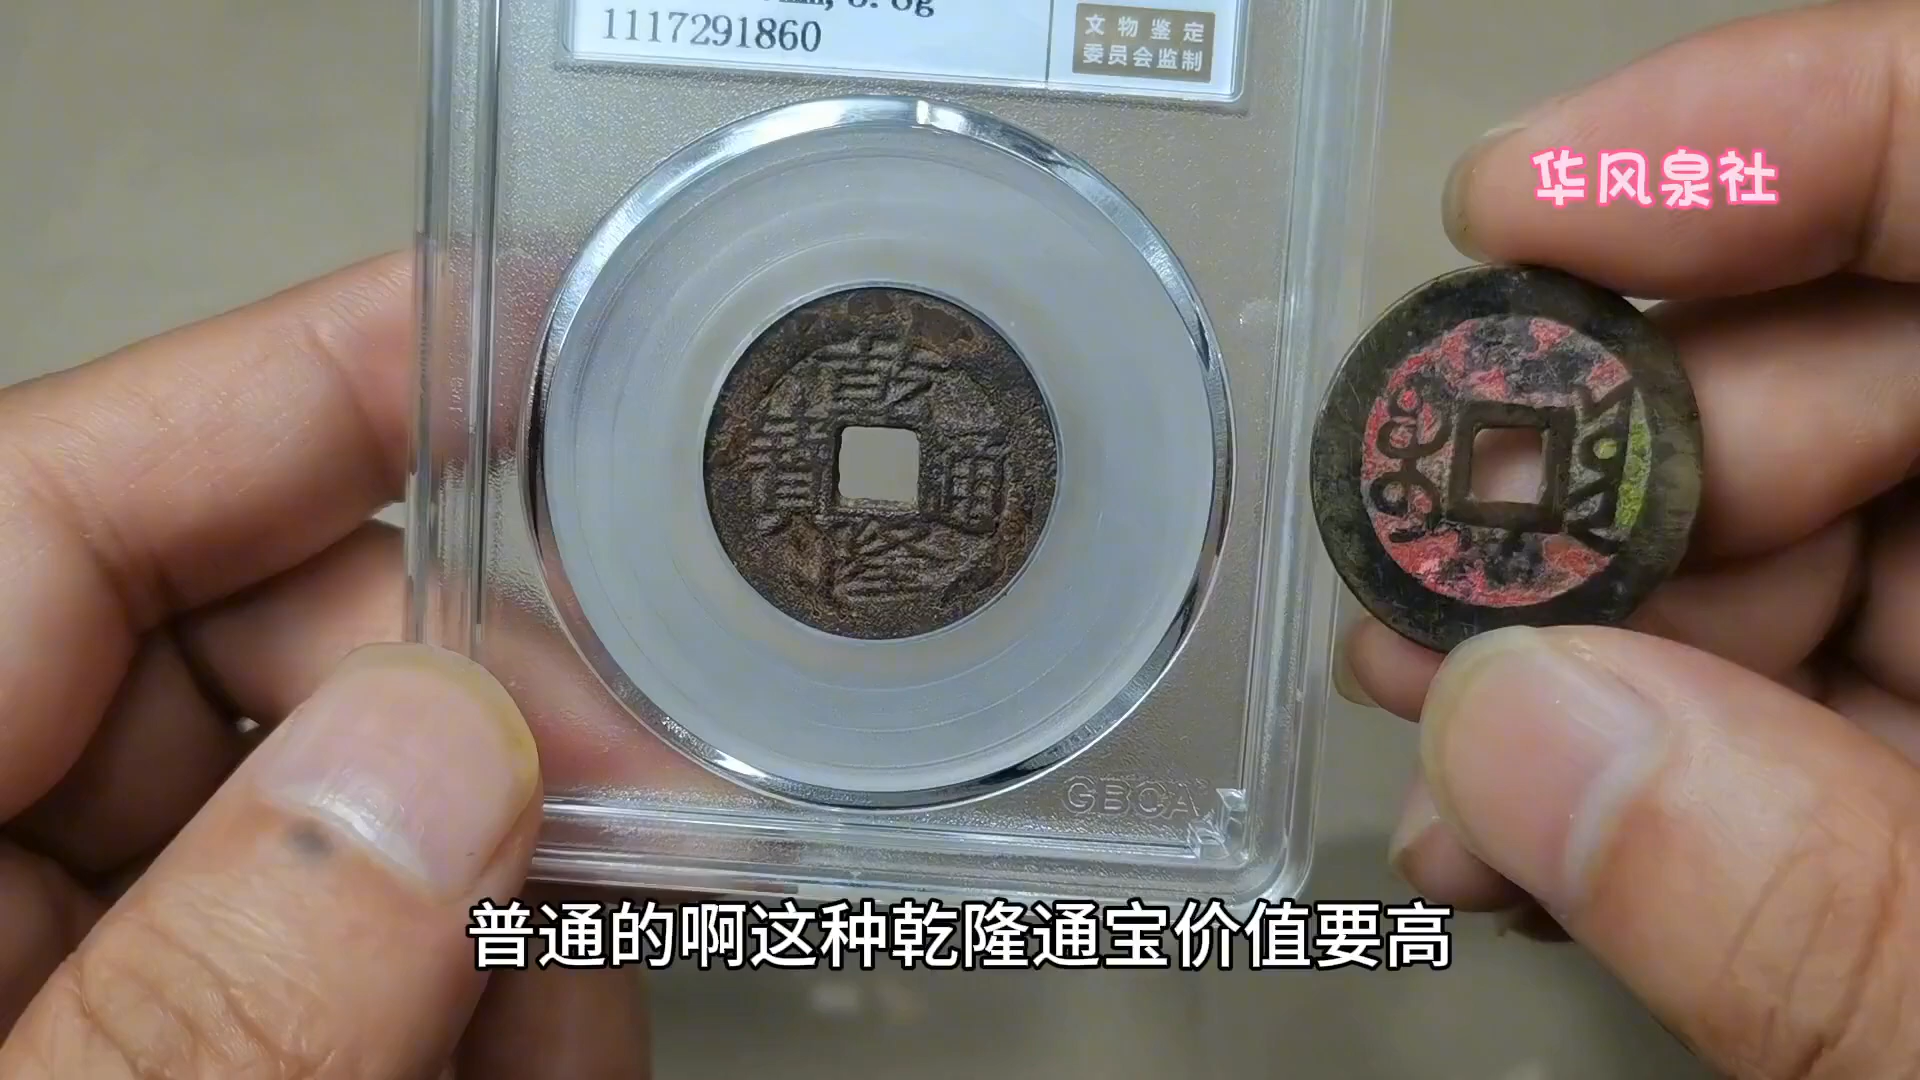 1117291860
文物鉴定
委员会监制
华风泉社
乾
寳 通
隆
GBCA
普通的啊这种乾隆通宝价值要高